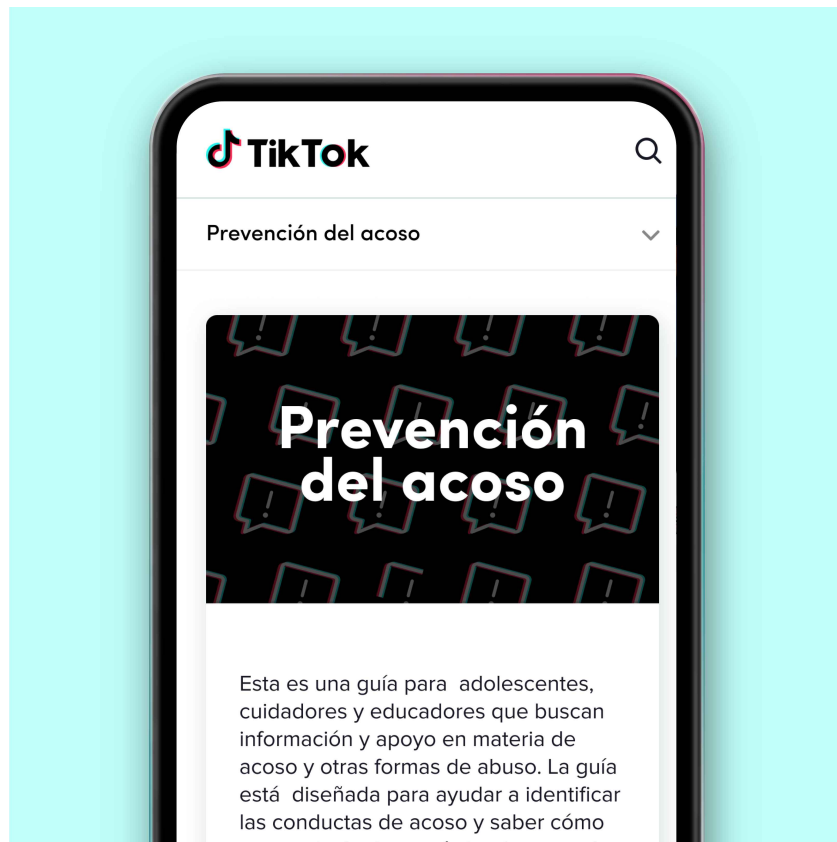 TikTok
Prevención del acoso
Prevención
del acoso
Esta es una guía para  adolescentes,
cuidadores y educadores que buscan
información y apoyo en materia de
acoso y otras formas de abuso. La guía
está  diseñada para ayudar a identificar
las conductas de acoso y saber cómo